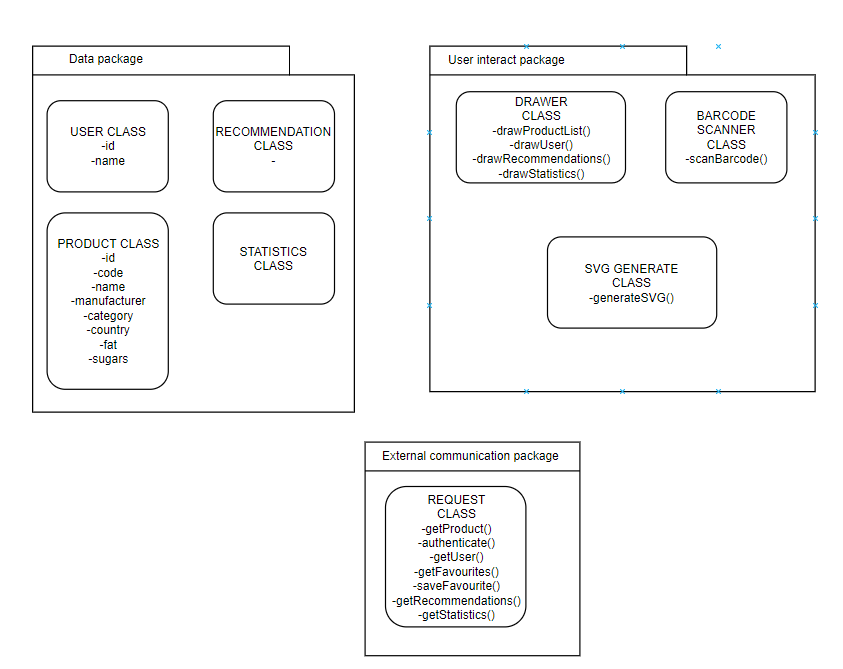 Data package
USER CLASS
-id
-name
RECOMMENDATION
CLASS
-
PRODUCT CLASS
-id
-code
-name
-manufacturer
-category
-country
-fat
-sugars
STATISTICS
CLASS
User interact package
DRAWER
CLASS
-drawProductList()
-drawUser()
-drawRecommendations()
-drawStatistics()
BARCODE
SCANNER
CLASS
-scanBarcode()
SVG GENERATE
CLASS
-generateSVG()
External communication package
REQUEST
CLASS
-getProduct()
-authenticate()
-getUser()
-getFavourites()
-saveFavourite()
-getRecommendations()
-getStatistics()